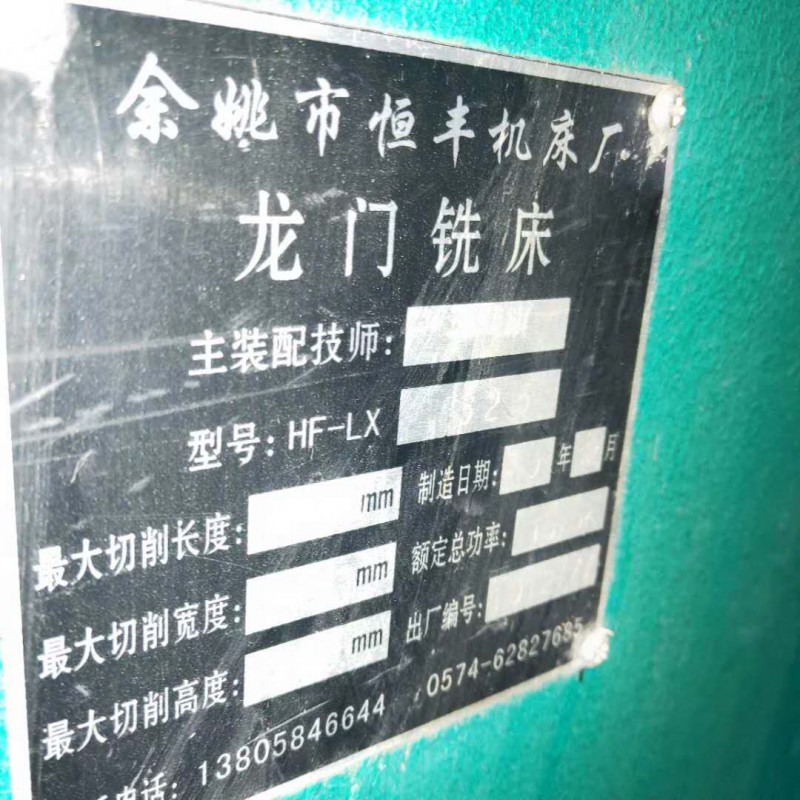 余姚市恒丰机床厂
龙门铣床
主装配技师:
型号: HF-LX
最大切削长度: mm 制造日期: 年 月
最大切削宽度: mm 额定总功率:
最大切削高度: mm 出厂编号:
电话: 13805846644 0574-62827685